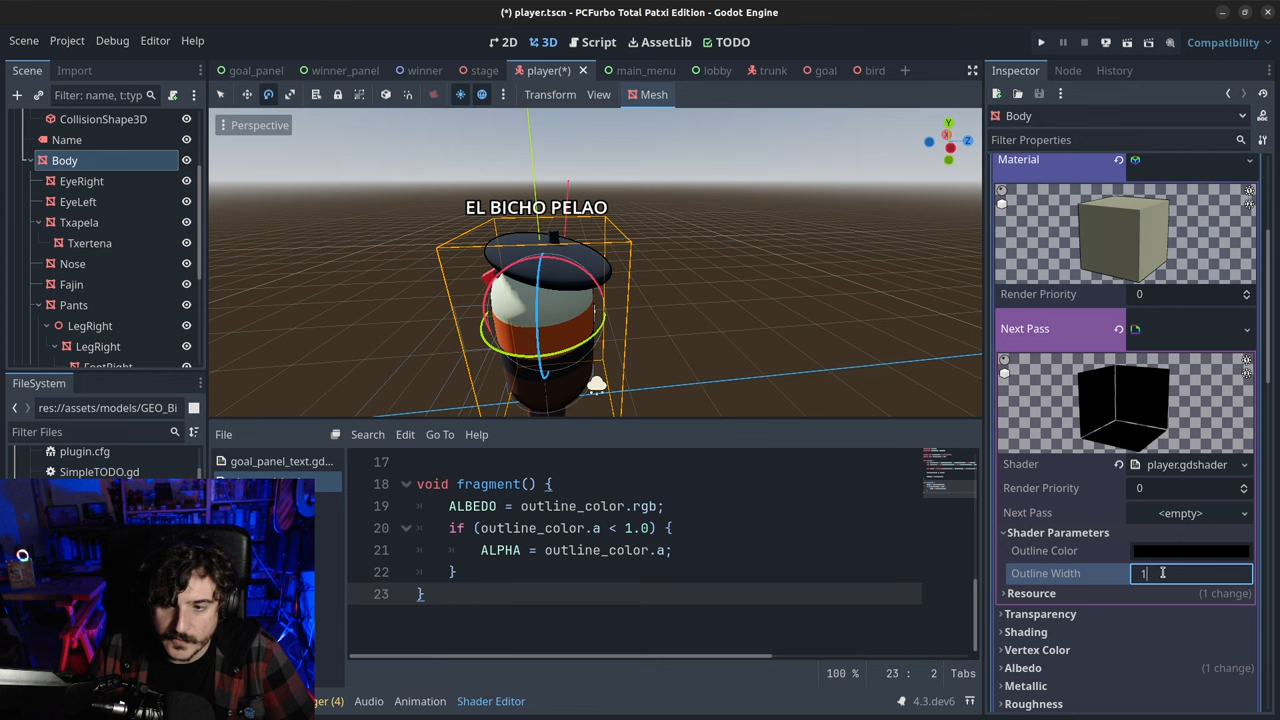 (*) player.tscn - PCFurbo Total Patxi Edition - Godot Engine
Scene Project Debug Editor Help
2D 3D Script AssetLib TODO
Compatibility
Scene Import
goal_panel winner_panel winner stage player(*) main_menu lobby trunk goal bird
Inspector Node History
Filter: name, t:typ
Transform View Mesh
Perspective
Body
Filter Properties
CollisionShape3D
Name
Body
EyeRight
EyeLeft
Txapela
Txertena
Nose
Fajin
Pants
LegRight
LegRight
FootRight
EL BICHO PELAO
Y
X
Z
Material
Render Priority 0
Next Pass
Shader player.gdshader
Render Priority 0
Next Pass <empty>
Shader Parameters
Outline Color
Outline Width 1
Resource (1 change)
Transparency
Shading
Vertex Color
Albedo (1 change)
Metallic
Roughness
FileSystem
res://assets/models/GEO_Bi
Filter Files
plugin.cfg
SimpleTODO.gd
File Search Edit Go To Help
goal_panel_text.gd...
17
18 void fragment() {
19 ALBEDO = outline_color.rgb;
20 if (outline_color.a < 1.0) {
21 ALPHA = outline_color.a;
22 }
23 }
100 % 23 : 2 Tabs
(4) Audio Animation Shader Editor
4.3.dev6